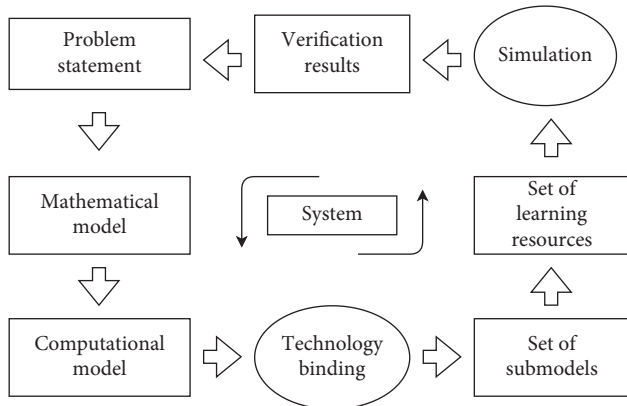 Problem
statement
Verification
results
Simulation
Mathematical
model
System
Set of
learning
resources
Computational
model
Technology
binding
Set of
submodels